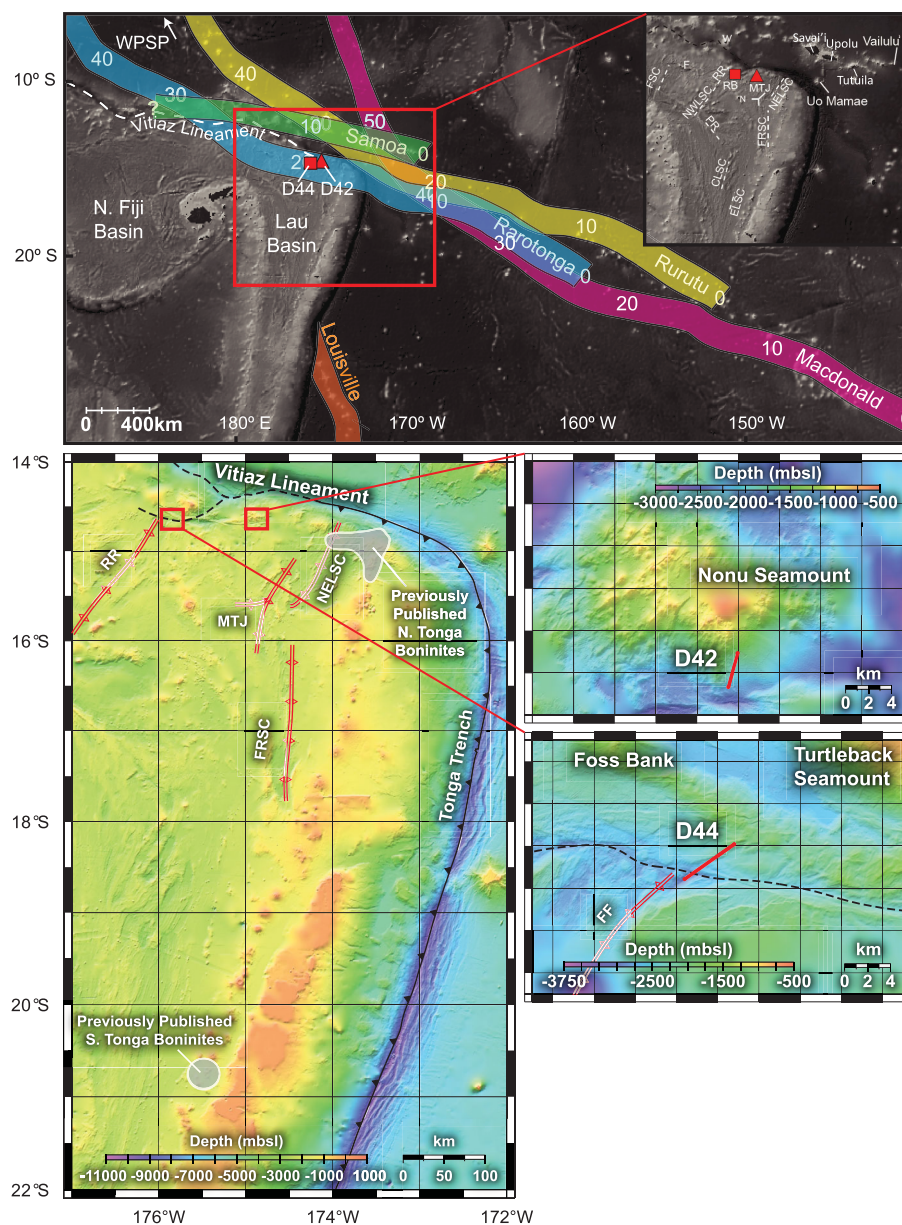 WPSP
40
40
30
?
10° S
Vitiaz Lineament
10
Samoa
50
0
2
D44
D42
20
40
0
10
N. Fiji
Basin
Lau
Basin
30
Rarotonga
0
Rurutu
0
20° S
20
10
Macdonald
Louisville
0
400km
180° E
170° W
160° W
150° W
Savai'i
Upolu
Vailulu'
W
F
RR
RB
MTJ
Tutuila
FSC
NWLSC
N
NELSC
Uo Mamae
PR
FRSC
CLSC
ELSC
14°S
Vitiaz Lineament
RR
NELSC
MTJ
Previously
Published
N. Tonga
Boninites
16°S
FRSC
Tonga Trench
18°S
20°S
Previously Published
S. Tonga Boninites
Depth (mbsl)
-11000 -9000 -7000 -5000 -3000 -1000 1000
km
0 50 100
22°S
176°W
174°W
172°W
Depth (mbsl)
-3000 -2500 -2000 -1500 -1000 -500
Nonu Seamount
D42
km
0 2 4
Foss Bank
Turtleback
Seamount
D44
FF
Depth (mbsl)
-3750 -2500 -1500 -500
km
0 2 4